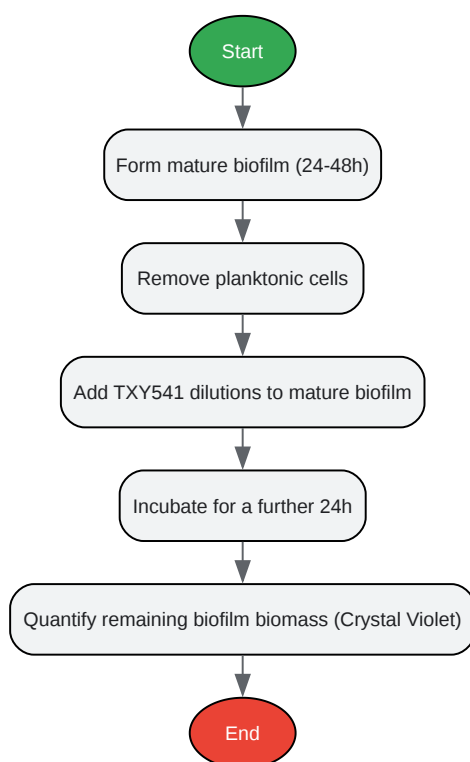 Start
Form mature biofilm (24-48h)
Remove planktonic cells
Add TXY541 dilutions to mature biofilm
Incubate for a further 24h
Quantify remaining biofilm biomass (Crystal Violet)
End